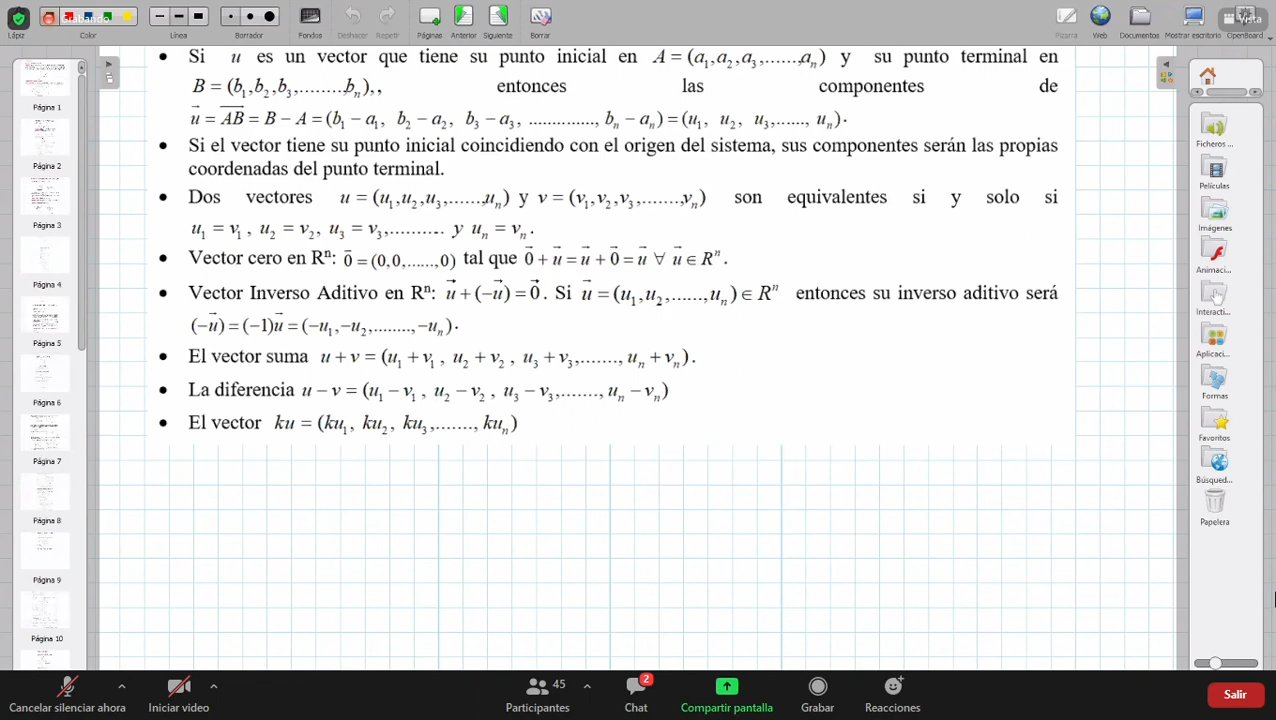 Grabando
Vista
Lápiz
Color
Línea
Borrador
Fondos
Deshacer
Rehacer
Páginas
Anterior
Siguiente
Borrar
Pizarra
Web
Documentos
Mostrar escritorio
OpenBoard
• Si u es un vector que tiene su punto inicial en A = (a₁,a₂,a₃,......,aₙ) y su punto terminal en
B = (b₁,b₂,b₃,........,bₙ),, entonces las componentes de
u⃗ = AB⃗ = B − A = (b₁ − a₁, b₂ − a₂, b₃ − a₃, .............., bₙ − aₙ) = (u₁, u₂, u₃,......, uₙ).
• Si el vector tiene su punto inicial coincidiendo con el origen del sistema, sus componentes serán las propias
coordenadas del punto terminal.
• Dos vectores u = (u₁,u₂,u₃,......,uₙ) y v = (v₁,v₂,v₃,.......,vₙ) son equivalentes si y solo si
u₁ = v₁ , u₂ = v₂, u₃ = v₃,.......... y uₙ = vₙ.
• Vector cero en Rⁿ: 0⃗ = (0,0,......,0) tal que 0⃗ + u⃗ = u⃗ + 0⃗ = u⃗ ∀ u⃗ ∈ Rⁿ.
• Vector Inverso Aditivo en Rⁿ: u⃗ + (−u⃗) = 0⃗. Si u⃗ = (u₁,u₂,......,uₙ) ∈ Rⁿ entonces su inverso aditivo será
(−u⃗) = (−1)u⃗ = (−u₁,−u₂,........,−uₙ).
• El vector suma u + v = (u₁ + v₁ , u₂ + v₂, u₃ + v₃,......., uₙ + vₙ).
• La diferencia u − v = (u₁ − v₁ , u₂ − v₂ , u₃ − v₃,......, uₙ − vₙ)
• El vector ku = (ku₁, ku₂, ku₃,......., kuₙ)
Página 1
Página 2
Página 3
Página 4
Página 5
Página 6
Página 7
Página 8
Página 9
Página 10
Ficheros ...
Películas
Imágenes
Animaci...
Interacti...
Aplicaci...
Formas
Favoritos
Búsqued...
Papelera
Cancelar silenciar ahora
Iniciar video
45
Participantes
2
Chat
Compartir pantalla
Grabar
Reacciones
Salir